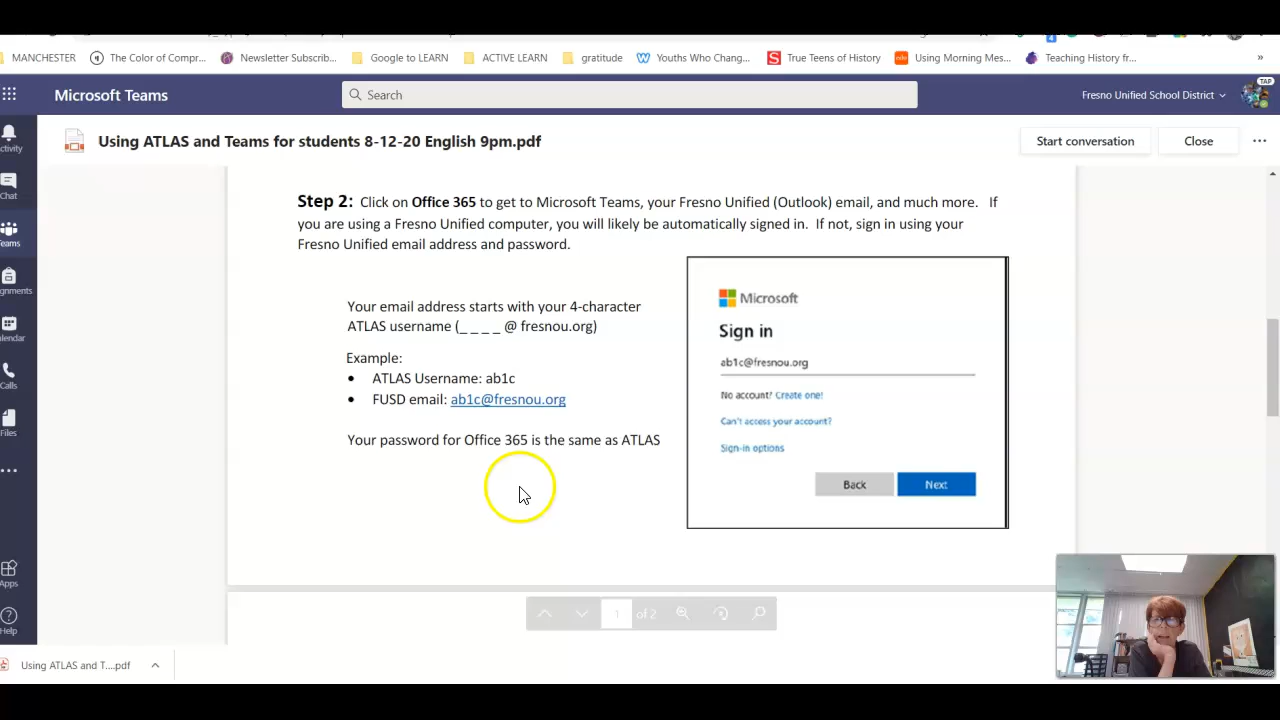 MANCHESTER The Color of Compr... Newsletter Subscrib... Google to LEARN ACTIVE LEARN gratitude Youths Who Chang... True Teens of History Using Morning Mes... Teaching History fr... »
Microsoft Teams Search Fresno Unified School District TAP
ctivity
Chat
eams
gnments
lendar
Calls
Files
Apps
Help
Using ATLAS and Teams for students 8-12-20 English 9pm.pdf Start conversation Close
Step 2: Click on Office 365 to get to Microsoft Teams, your Fresno Unified (Outlook) email, and much more. If
you are using a Fresno Unified computer, you will likely be automatically signed in. If not, sign in using your
Fresno Unified email address and password.
Your email address starts with your 4-character
ATLAS username (_ _ _ _ @ fresnou.org)
Example:
• ATLAS Username: ab1c
• FUSD email: ab1c@fresnou.org
Your password for Office 365 is the same as ATLAS
Microsoft
Sign in
ab1c@fresnou.org
No account? Create one!
Can't access your account?
Sign-in options
Back Next
1 of 2
Using ATLAS and T....pdf